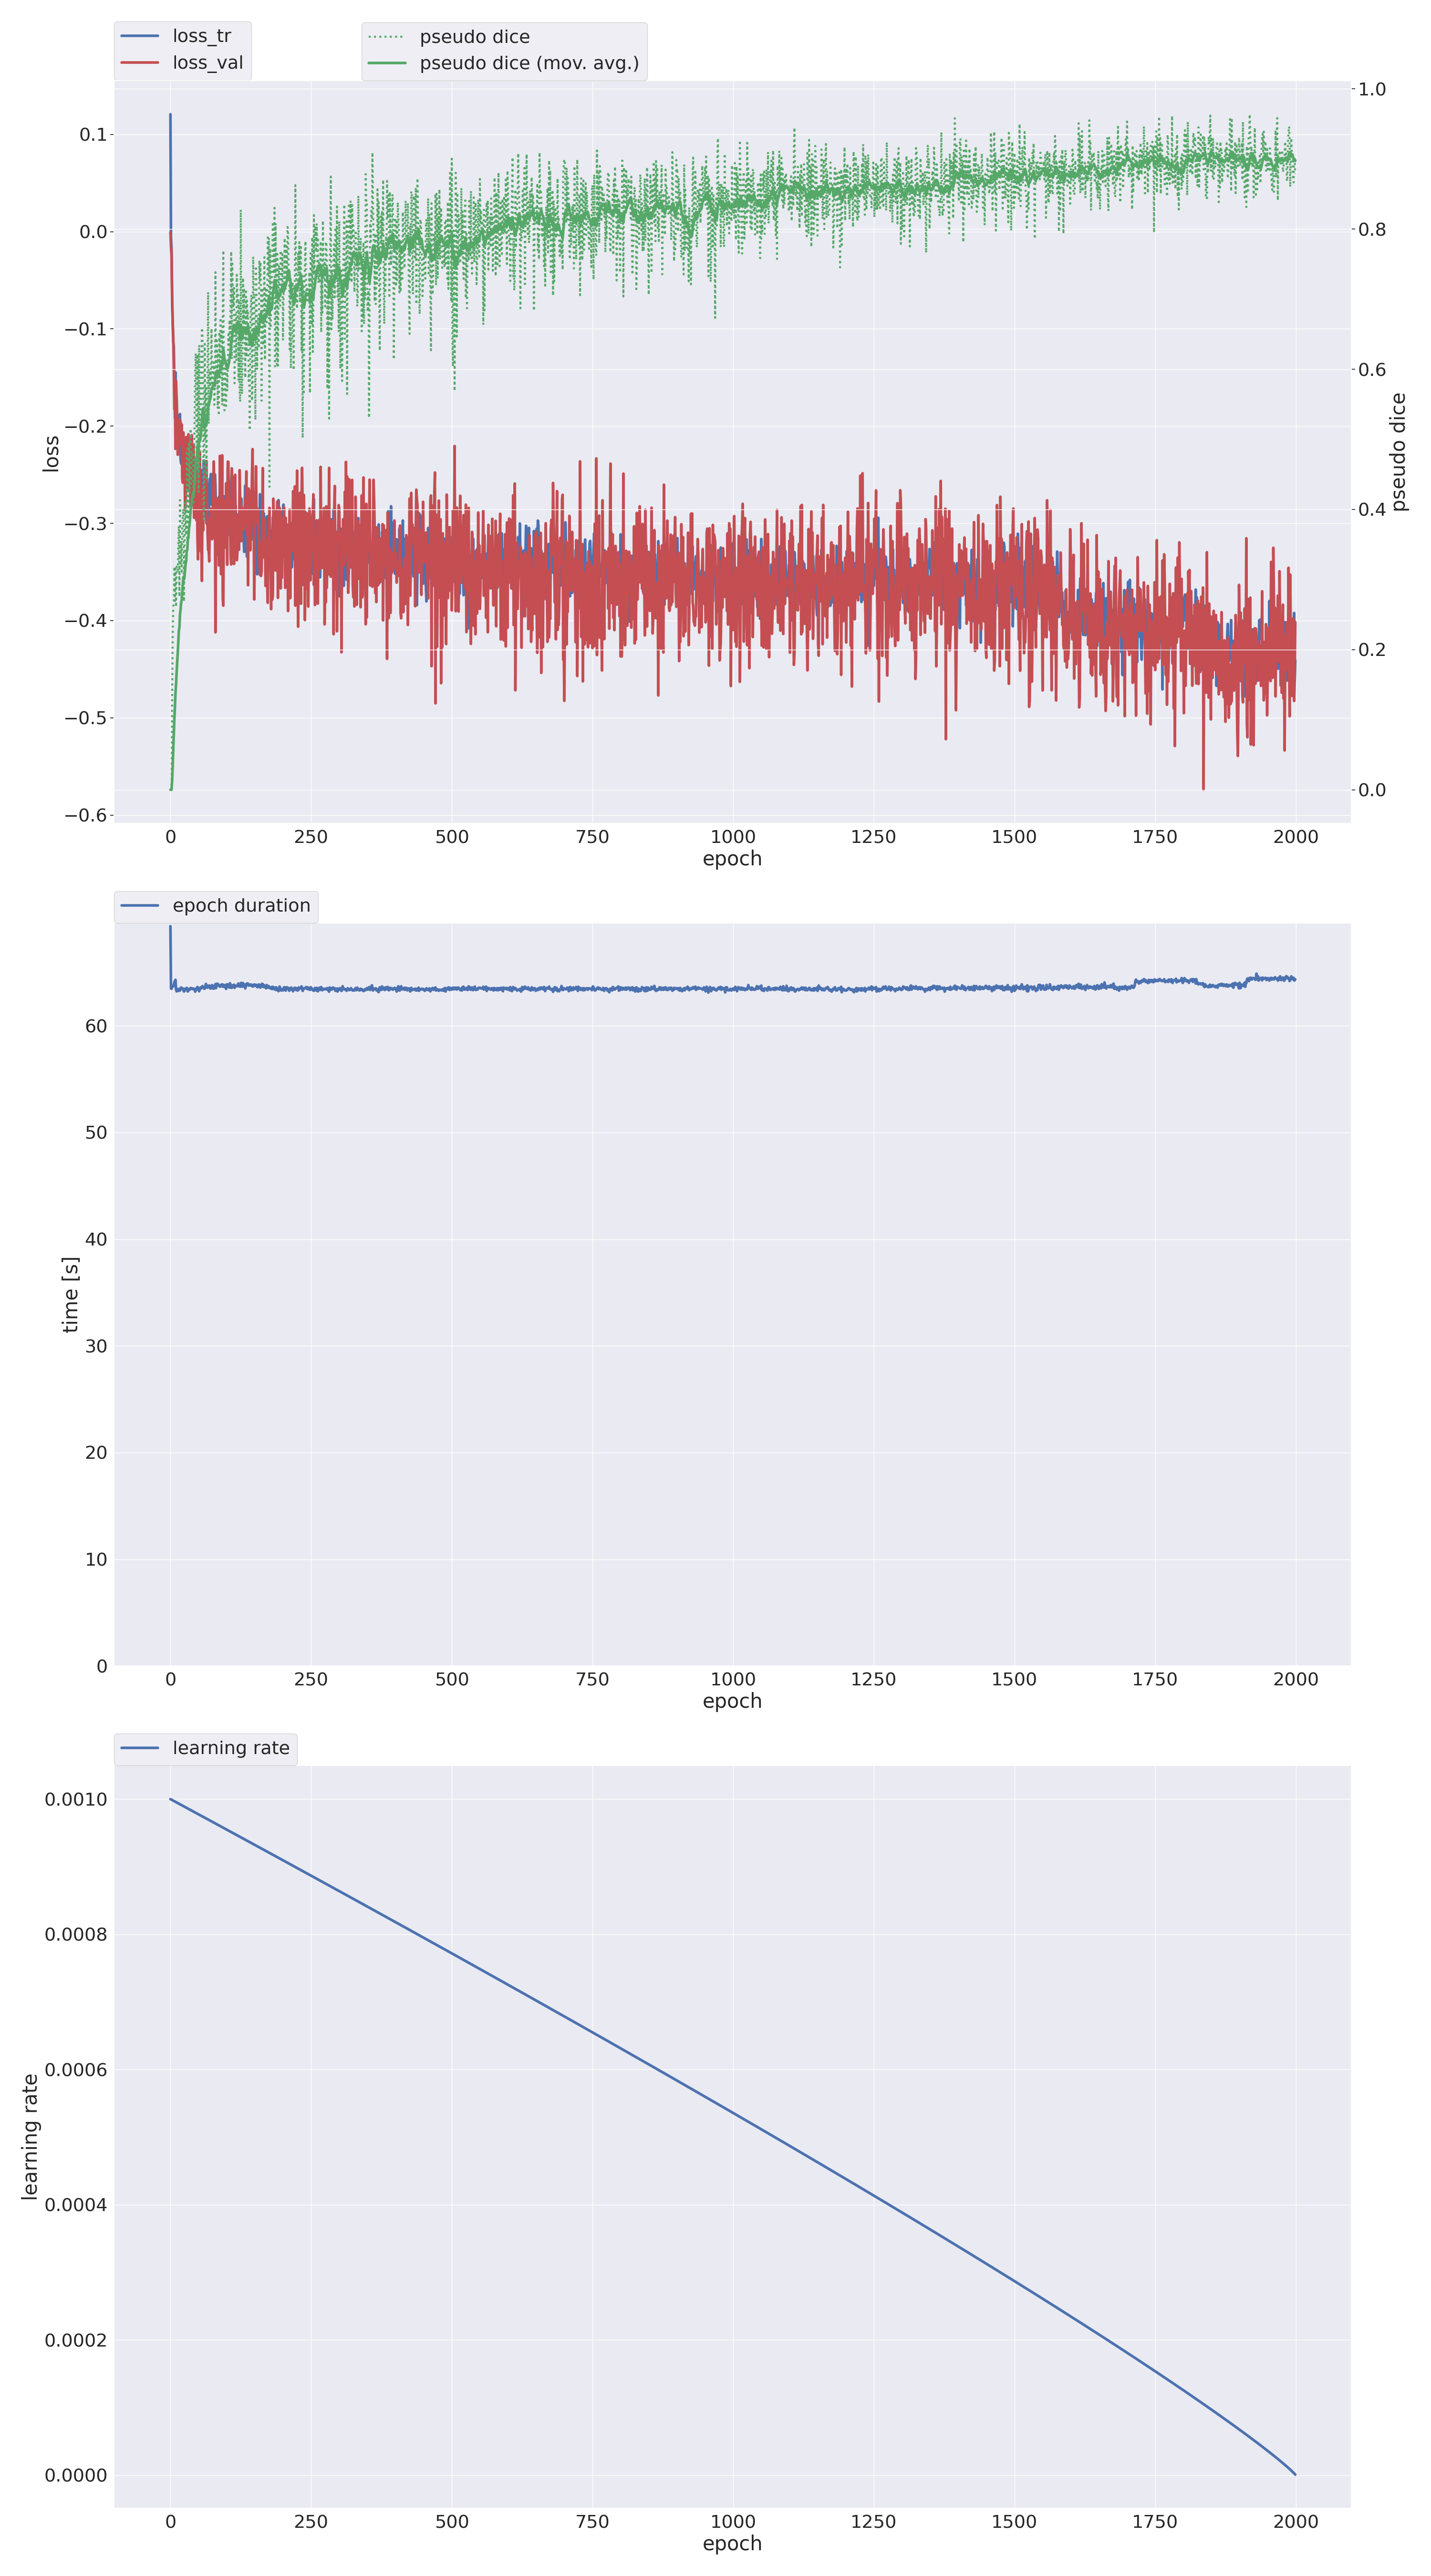 loss_tr
loss_val
pseudo dice
pseudo dice (mov. avg.)
0.1
0.0
−0.1
−0.2
−0.3
−0.4
−0.5
−0.6
loss
1.0
0.8
0.6
0.4
0.2
0.0
pseudo dice
0 250 500 750 1000 1250 1500 1750 2000
epoch
epoch duration
60
50
40
30
20
10
0
time [s]
0 250 500 750 1000 1250 1500 1750 2000
epoch
learning rate
0.0010
0.0008
0.0006
0.0004
0.0002
0.0000
learning rate
0 250 500 750 1000 1250 1500 1750 2000
epoch